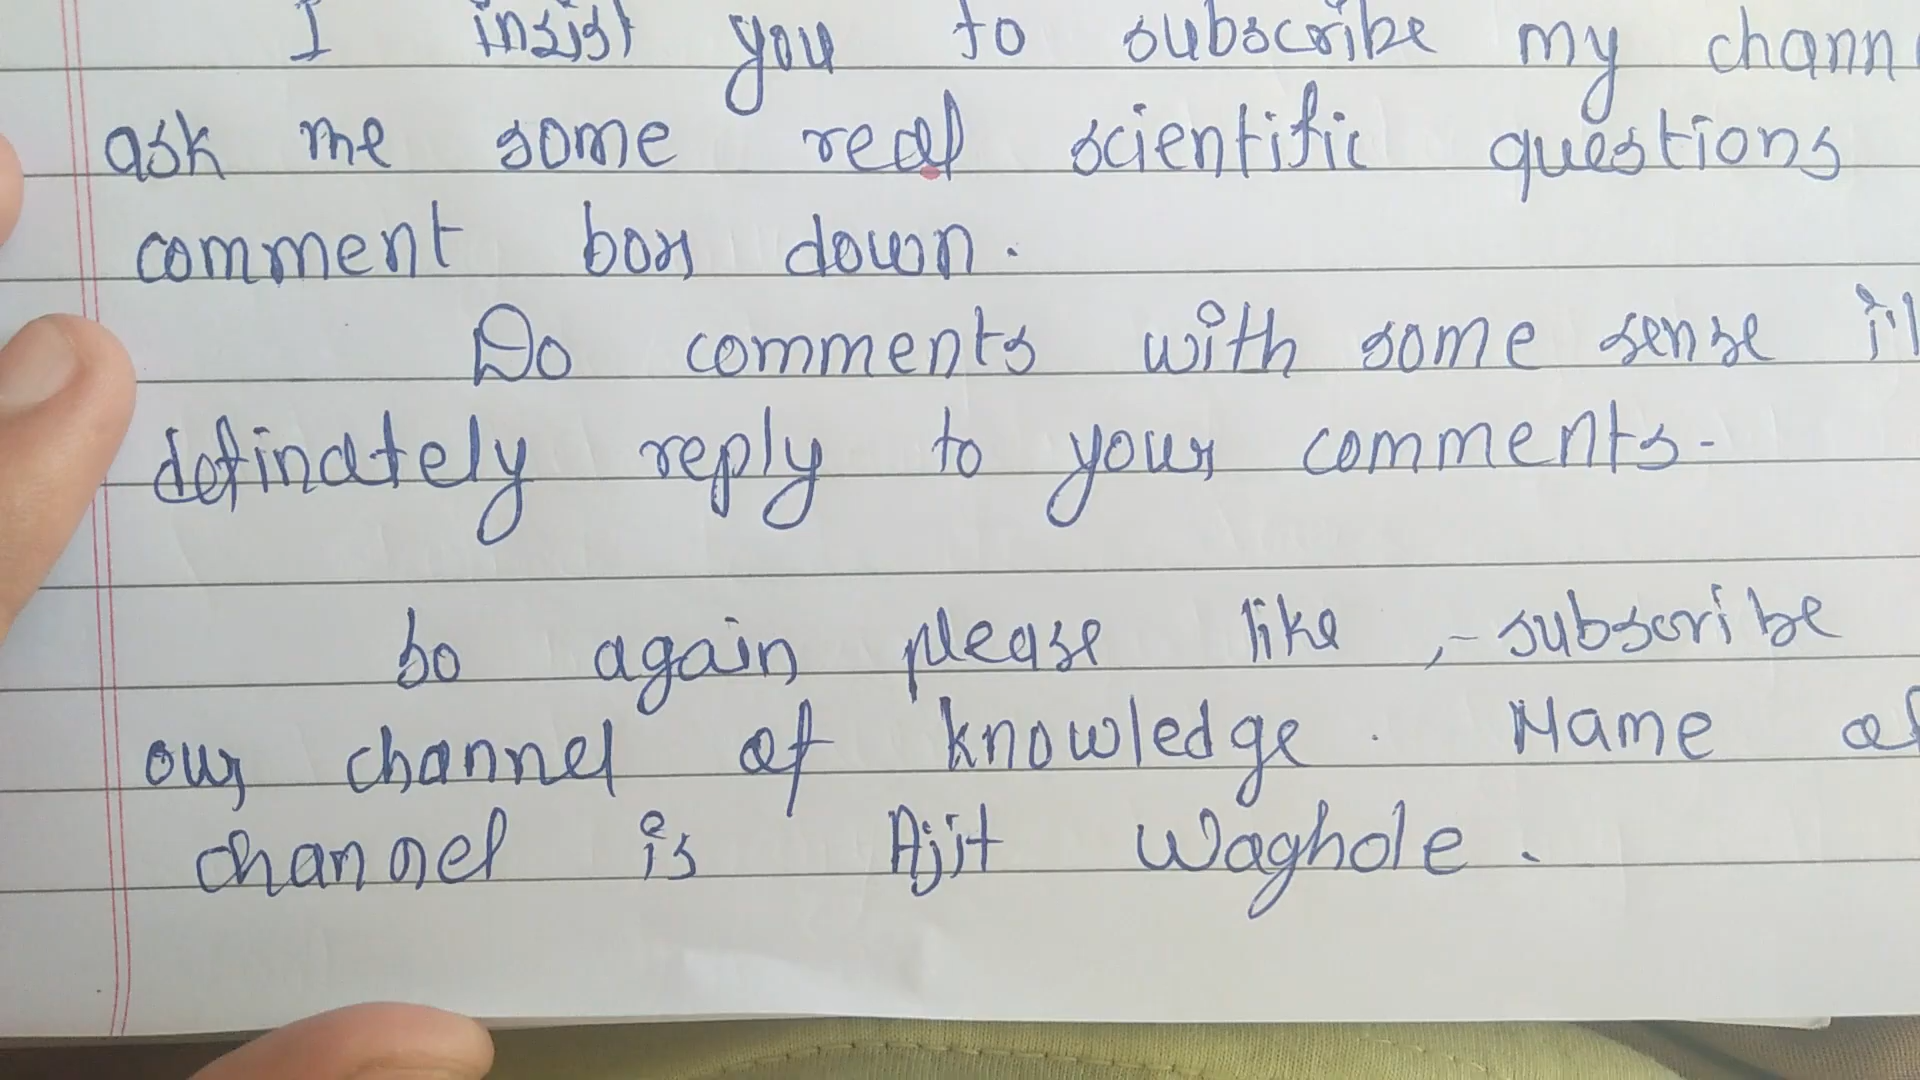 I insist you to subscribe my chann
ask me some real scientific questions
comment box down.
Do comments with some sense i'l
definately reply to your comments.
So again please like, - subscribe
our channel of knowledge. Name of
channel is Ajit Waghole.